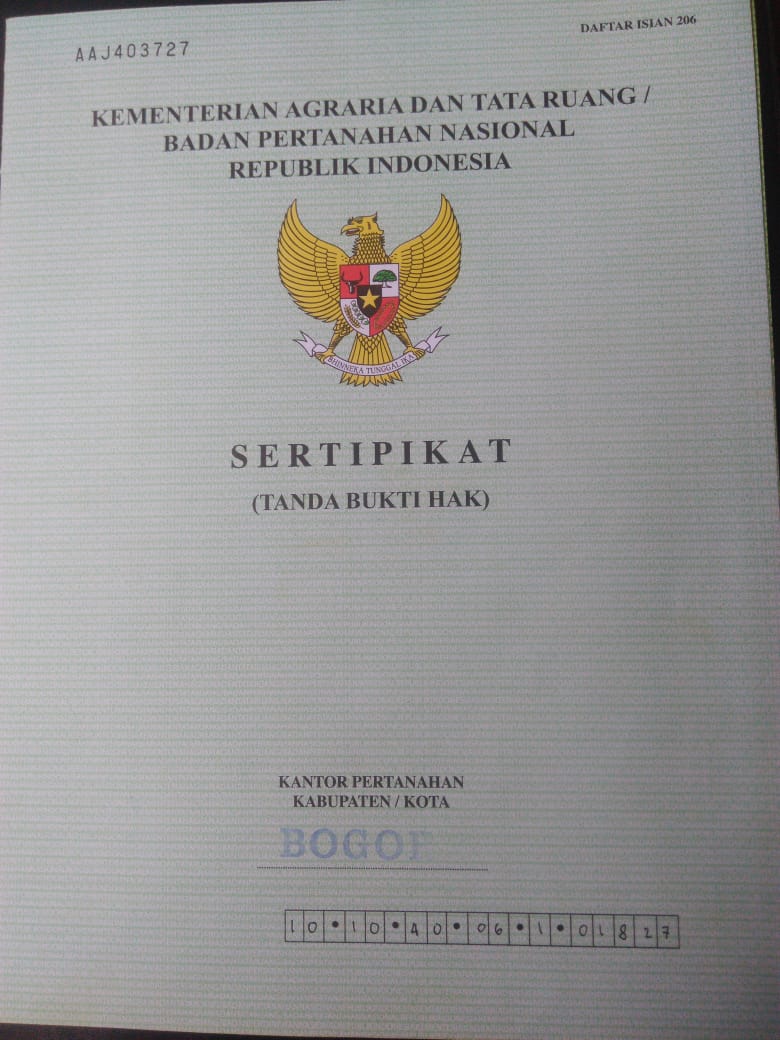 AAJ403727
DAFTAR ISIAN 206
KEMENTERIAN AGRARIA DAN TATA RUANG /
BADAN PERTANAHAN NASIONAL
REPUBLIK INDONESIA
BHINNEKA TUNGGAL IKA
SERTIPIKAT
(TANDA BUKTI HAK)
KANTOR PERTANAHAN
KABUPATEN / KOTA
BOGOR
10•10•40•06•1•01827